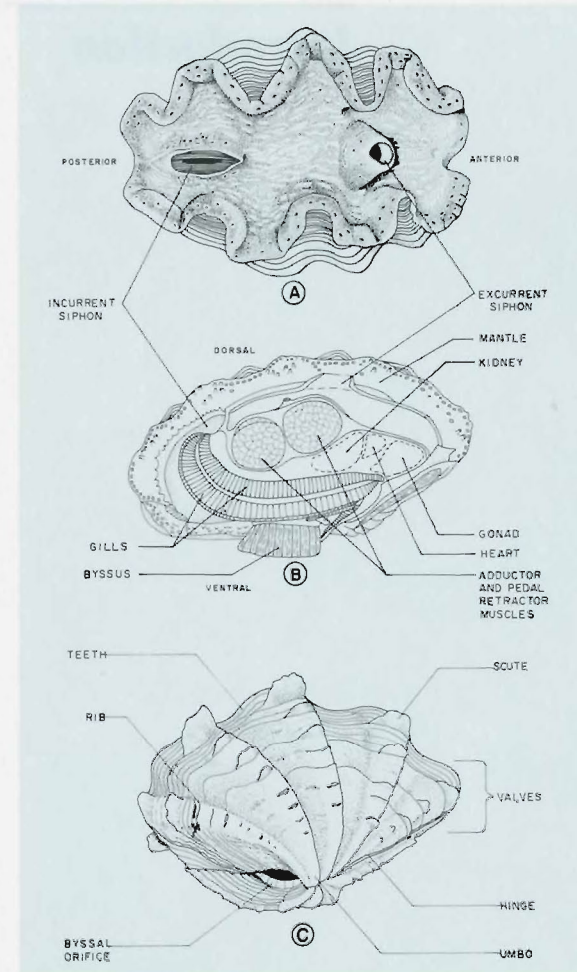 POSTERIOR
ANTERIOR
A
INCURRENT
SIPHON
EXCURRENT
SIPHON
DORSAL
MANTLE
KIDNEY
GILLS
BYSSUS
VENTRAL
B
GONAD
HEART
ADDUCTOR
AND PEDAL
RETRACTOR
MUSCLES
TEETH
SCUTE
RIB
VALVES
HINGE
BYSSAL
ORIFICE
C
UMBO